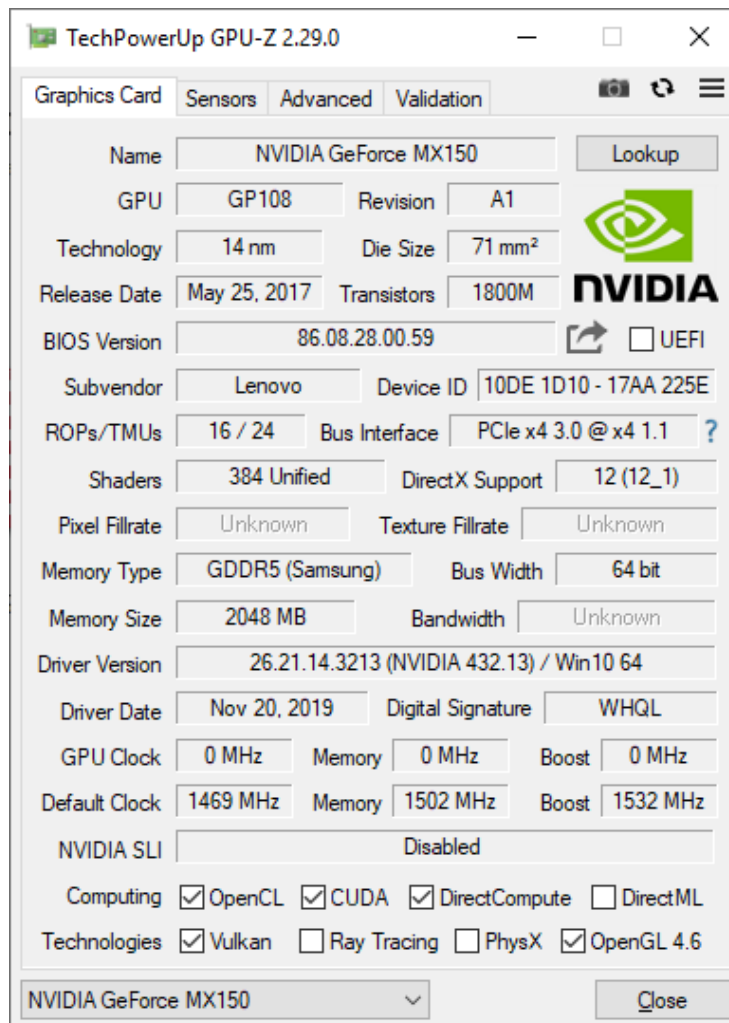 TechPowerUp GPU-Z 2.29.0
Graphics Card Sensors Advanced Validation
Name NVIDIA GeForce MX150 Lookup
GPU GP108 Revision A1
Technology 14 nm Die Size 71 mm²
Release Date May 25, 2017 Transistors 1800M
NVIDIA
BIOS Version 86.08.28.00.59 UEFI
Subvendor Lenovo Device ID 10DE 1D10 - 17AA 225E
ROPs/TMUs 16 / 24 Bus Interface PCIe x4 3.0 @ x4 1.1 ?
Shaders 384 Unified DirectX Support 12 (12_1)
Pixel Fillrate Unknown Texture Fillrate Unknown
Memory Type GDDR5 (Samsung) Bus Width 64 bit
Memory Size 2048 MB Bandwidth Unknown
Driver Version 26.21.14.3213 (NVIDIA 432.13) / Win10 64
Driver Date Nov 20, 2019 Digital Signature WHQL
GPU Clock 0 MHz Memory 0 MHz Boost 0 MHz
Default Clock 1469 MHz Memory 1502 MHz Boost 1532 MHz
NVIDIA SLI Disabled
Computing OpenCL CUDA DirectCompute DirectML
Technologies Vulkan Ray Tracing PhysX OpenGL 4.6
NVIDIA GeForce MX150 Close